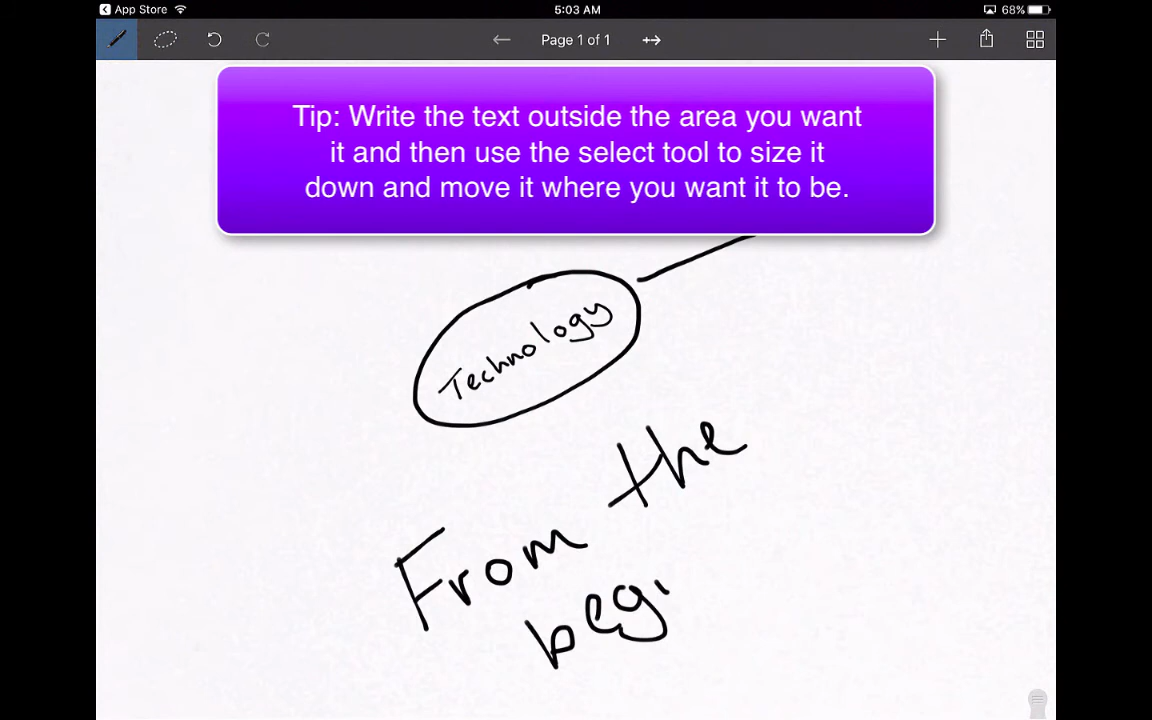 App Store
5:03 AM
68%
Page 1 of 1
Tip: Write the text outside the area you want
it and then use the select tool to size it
down and move it where you want it to be.
Technology
From the
begi